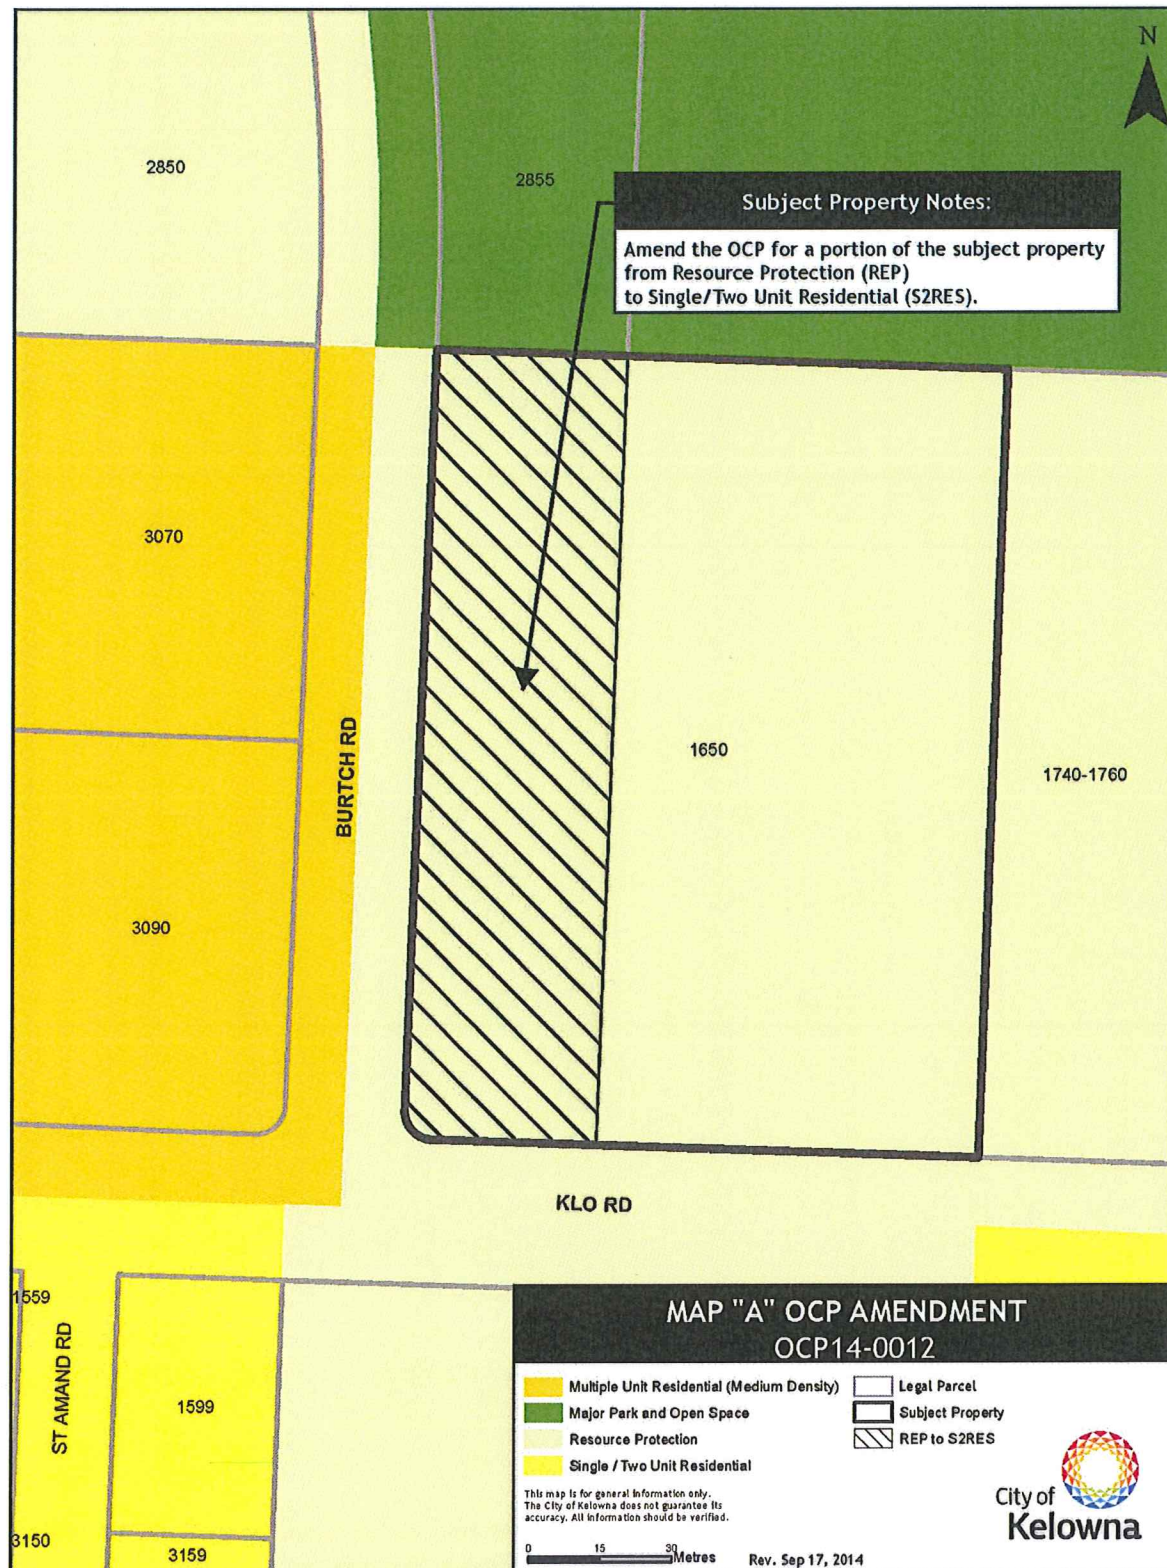 N
2850
2855
Subject Property Notes:
Amend the OCP for a portion of the subject property
from Resource Protection (REP)
to Single/Two Unit Residential (S2RES).
3070
BURTCH RD
1650
1740-1760
3090
KLO RD
1559
ST AMAND RD
1599
3150
3159
MAP "A" OCP AMENDMENT
OCP14-0012
Multiple Unit Residential (Medium Density)
Major Park and Open Space
Resource Protection
Single / Two Unit Residential
Legal Parcel
Subject Property
REP to S2RES
This map is for general information only.
The City of Kelowna does not guarantee its
accuracy. All information should be verified.
0 15 30 Metres
Rev. Sep 17, 2014
City of
Kelowna